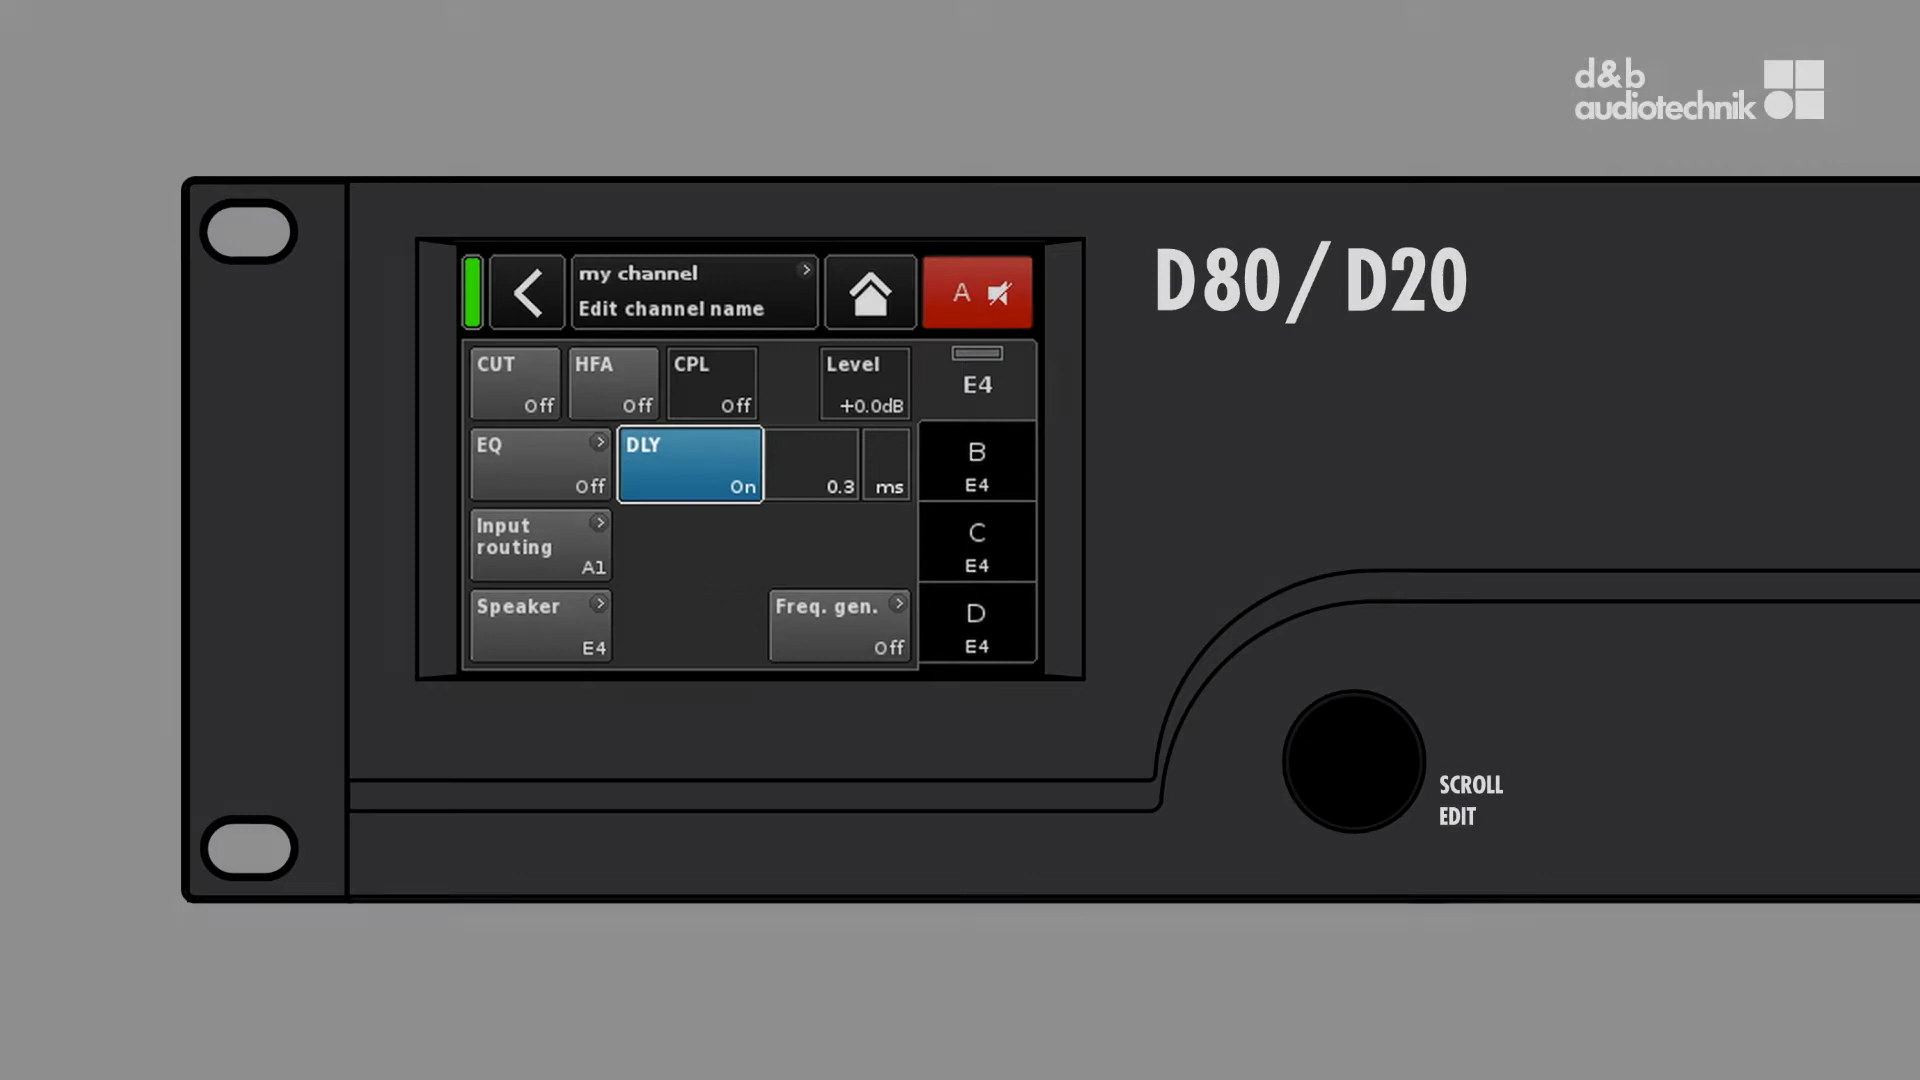 d&b
audiotechnik
D80/D20
my channel
Edit channel name
A
CUT
Off
HFA
Off
CPL
Off
Level
+0.0dB
E4
EQ
Off
DLY
On
0.3
ms
B
E4
Input
routing
A1
C
E4
Speaker
E4
Freq. gen.
Off
D
E4
SCROLL
EDIT